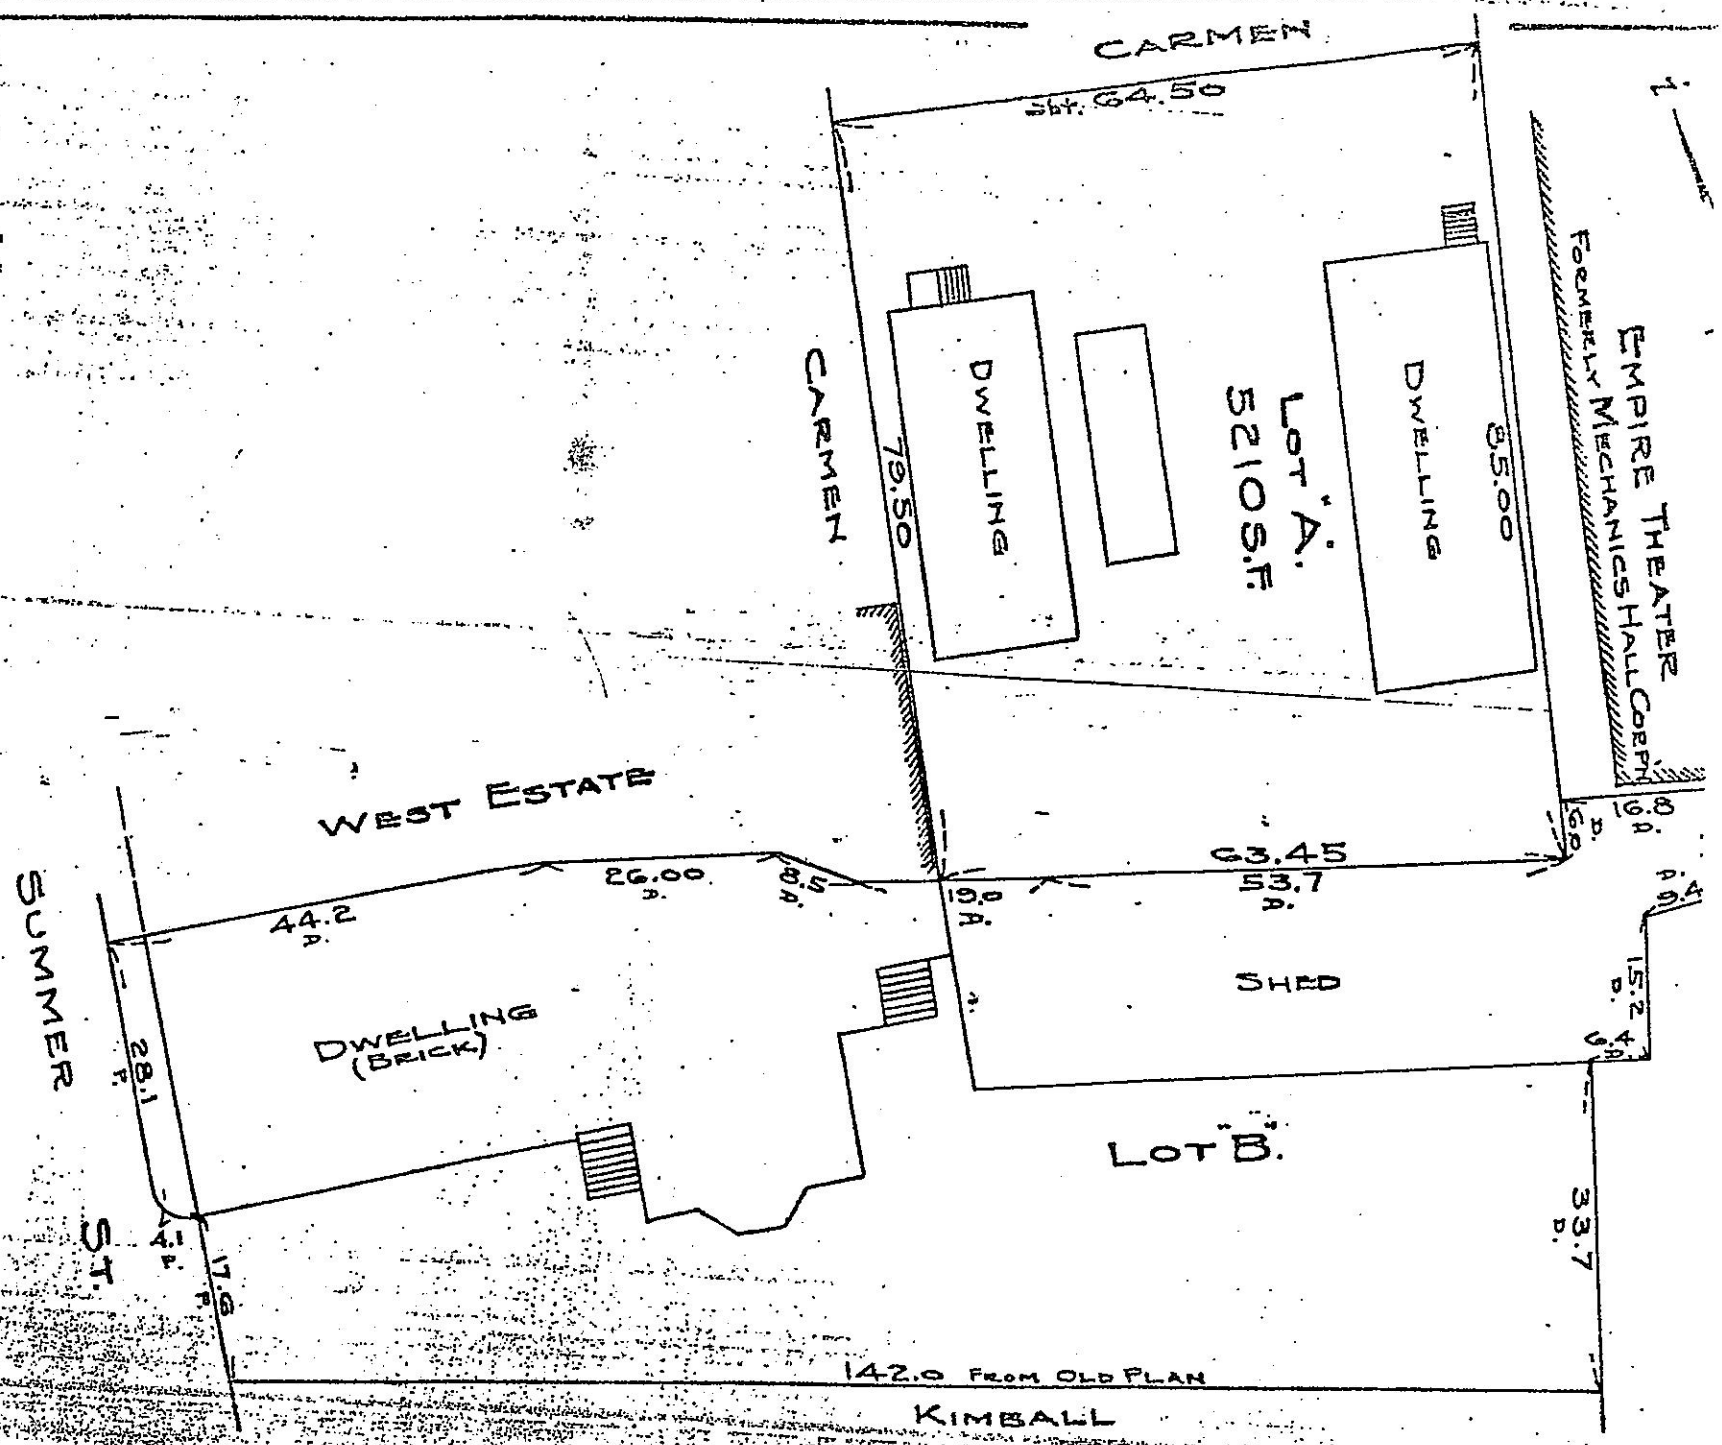 CARMEN
abt. 64.50
FORMERLY MECHANICS HALL CORP'N
EMPIRE THEATER
CARMEN
79.50
DWELLING
LOT "A".
5210 S.F.
DWELLING
85.00
WEST ESTATE
16.8
D.
6.0
D.
63.45
53.7
D.
19.0
D.
26.00
D.
8.5
D.
44.2
D.
9.4
D.
SUMMER
ST.
28.1
P.
DWELLING
(BRICK)
SHED
15.2
D.
6.4
D.
LOT "B".
33.7
D.
4.1
P.
17.6
P.
142.0 FROM OLD PLAN
KIMBALL